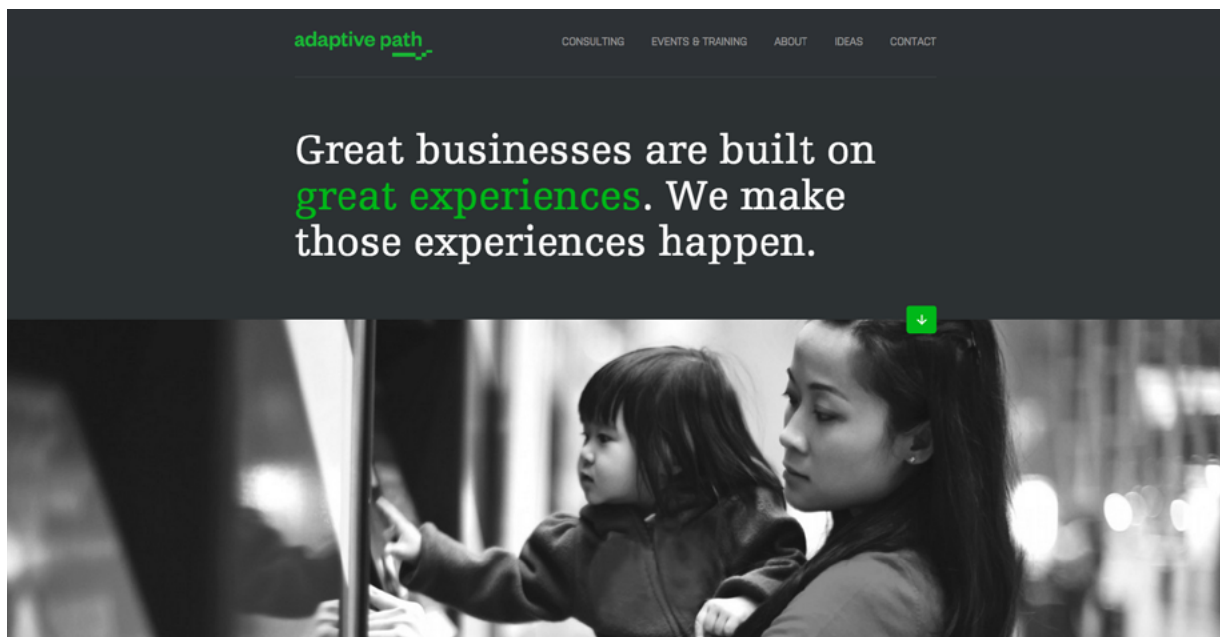 adaptive path
CONSULTING EVENTS & TRAINING ABOUT IDEAS CONTACT
Great businesses are built on
great experiences. We make
those experiences happen.